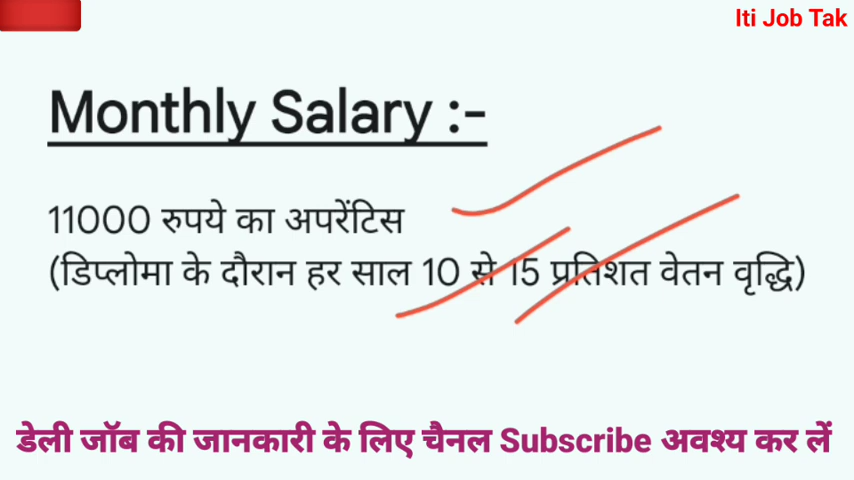 Iti Job Tak
Monthly Salary :-
11000 रुपये का अपरेंटिस
(डिप्लोमा के दौरान हर साल 10 से 15 प्रतिशत वेतन वृद्धि)
डेली जॉब की जानकारी के लिए चैनल Subscribe अवश्य कर लें